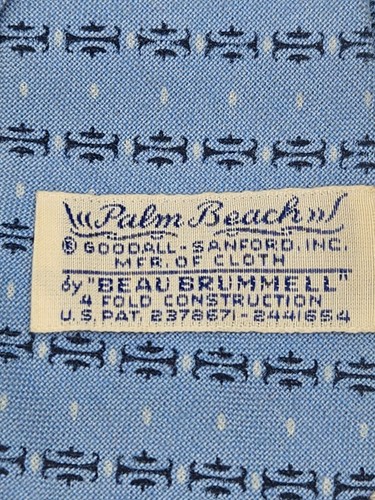 Palm Beach
® GOODALL-SANFORD, INC.
MFR. OF CLOTH
by "BEAU BRUMMELL"
4 FOLD CONSTRUCTION
U.S. PAT. 2378671-2441654